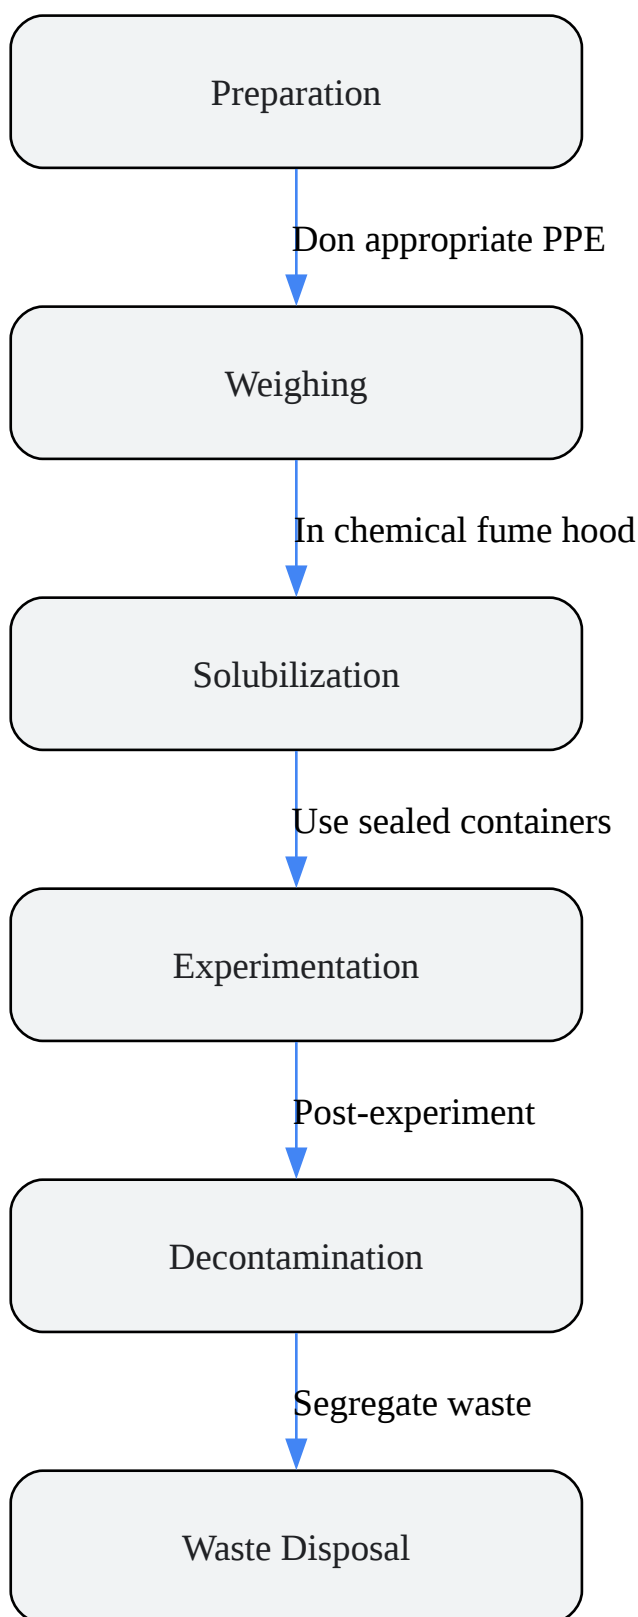 Preparation
Don appropriate PPE
Weighing
In chemical fume hood
Solubilization
Use sealed containers
Experimentation
Post-experiment
Decontamination
Segregate waste
Waste Disposal